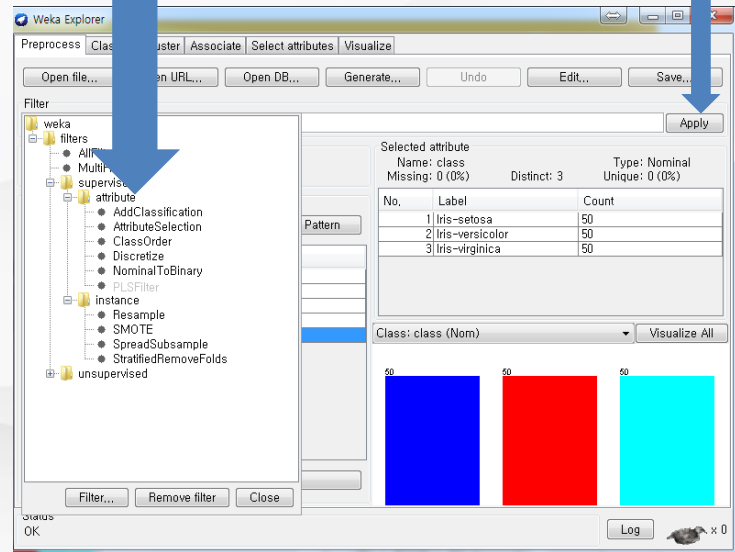 Weka Explorer
Preprocess Associate Select attributes Visualize
Open file... URL... Open DB... Generate... Undo Edit... Save...
Filter
Apply
weka
filters
supervised
attribute
AddClassification
AttributeSelection
ClassOrder
Discretize
NominalToBinary
PLSFilter
instance
Resample
SMOTE
SpreadSubsample
StratifiedRemoveFolds
unsupervised
Filter... Remove filter Close
Pattern
Selected attribute
Name: class Type: Nominal
Missing: 0 (0%) Distinct: 3 Unique: 0 (0%)
No. Label Count
1 Iris-setosa 50
2 Iris-versicolor 50
3 Iris-virginica 50
Class: class (Nom) Visualize All
50 50 50
Status
OK
Log x 0